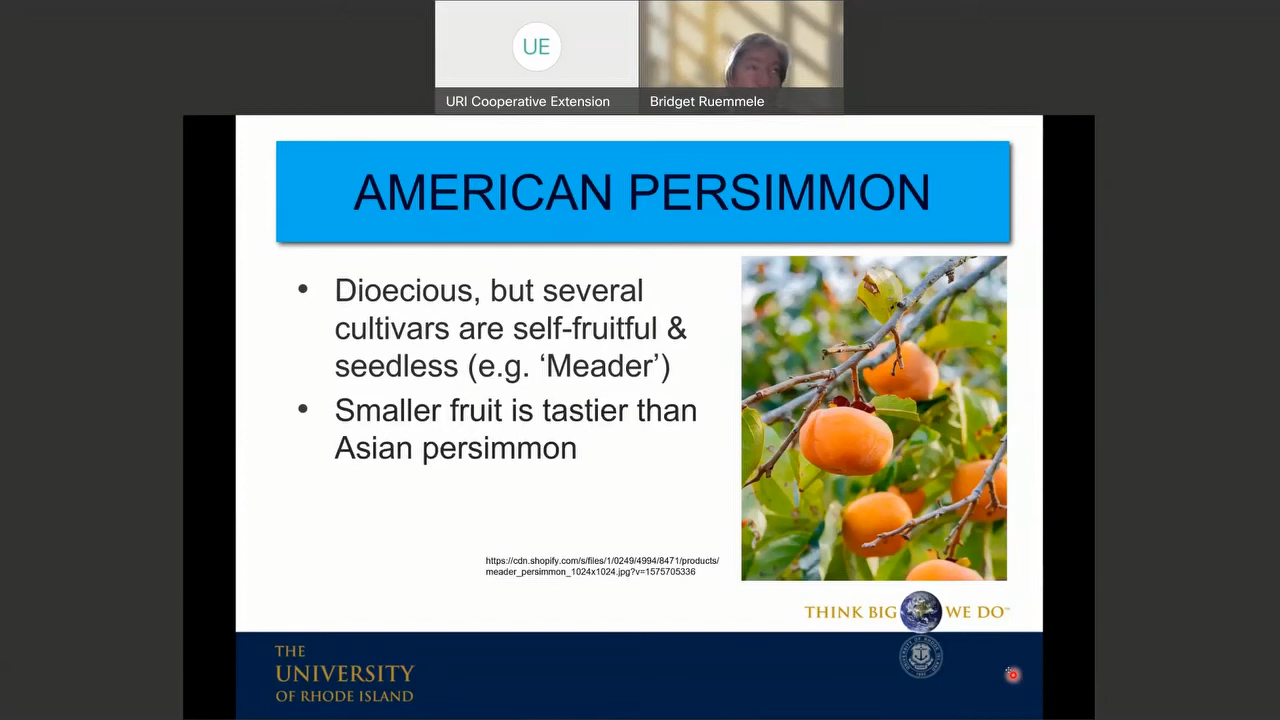 UE
URI Cooperative Extension
Bridget Ruemmele
AMERICAN PERSIMMON
• Dioecious, but several
cultivars are self-fruitful &
seedless (e.g. ‘Meader’)
• Smaller fruit is tastier than
Asian persimmon
https://cdn.shopify.com/s/files/1/0249/4994/8471/products/
meader_persimmon_1024x1024.jpg?v=1575705336
THINK BIG WE DO™
THE
UNIVERSITY
OF RHODE ISLAND